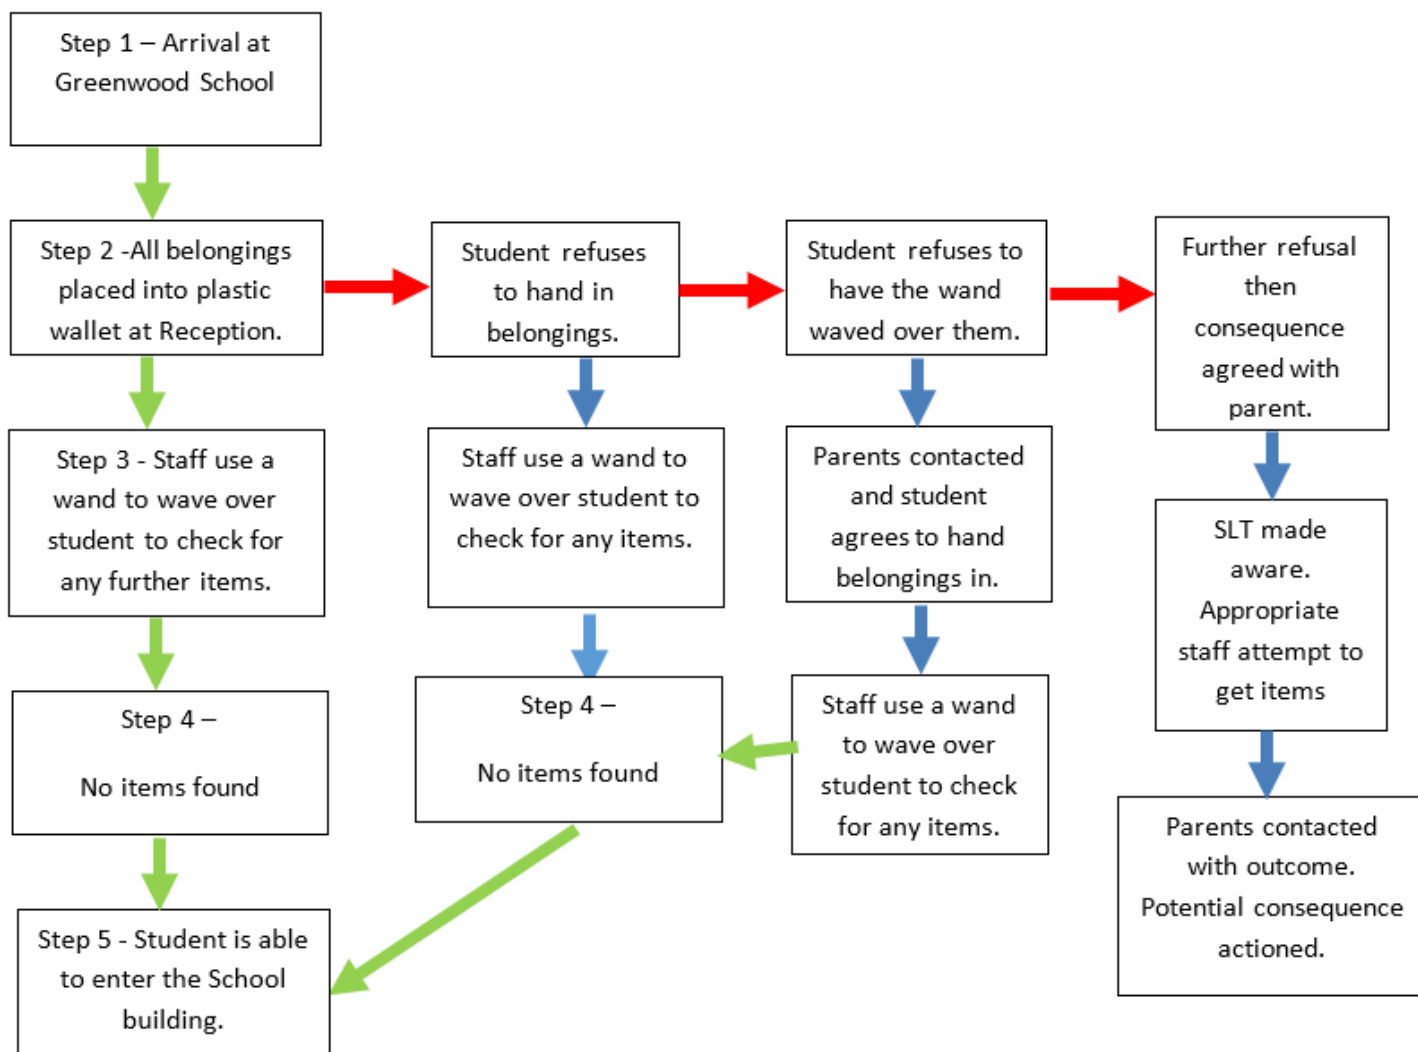 Step 1 – Arrival at
Greenwood School
Step 2 -All belongings
placed into plastic
wallet at Reception.
Student refuses
to hand in
belongings.
Student refuses to
have the wand
waved over them.
Further refusal
then
consequence
agreed with
parent.
Step 3 - Staff use a
wand to wave over
student to check for
any further items.
Staff use a wand to
wave over student to
check for any items.
Parents contacted
and student
agrees to hand
belongings in.
SLT made
aware.
Appropriate
staff attempt to
get items
Step 4 –
No items found
Step 4 –
No items found
Staff use a wand
to wave over
student to check
for any items.
Parents contacted
with outcome.
Potential consequence
actioned.
Step 5 - Student is able
to enter the School
building.